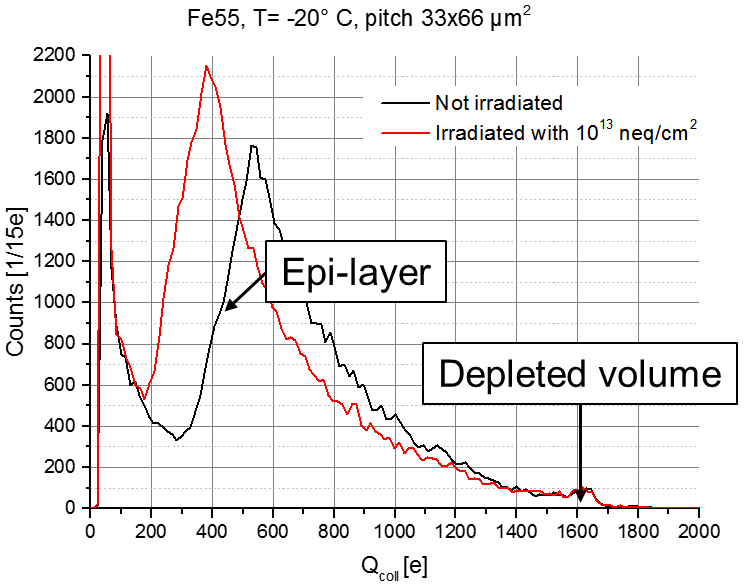 Fe55, T= -20° C, pitch 33x66 µm²
Counts [1/15e]
2200
2000
1800
1600
1400
1200
1000
800
600
400
200
0
Not irradiated
Irradiated with 10¹³ neq/cm²
Epi-layer
Depleted volume
0 200 400 600 800 1000 1200 1400 1600 1800 2000
Q_coll [e]